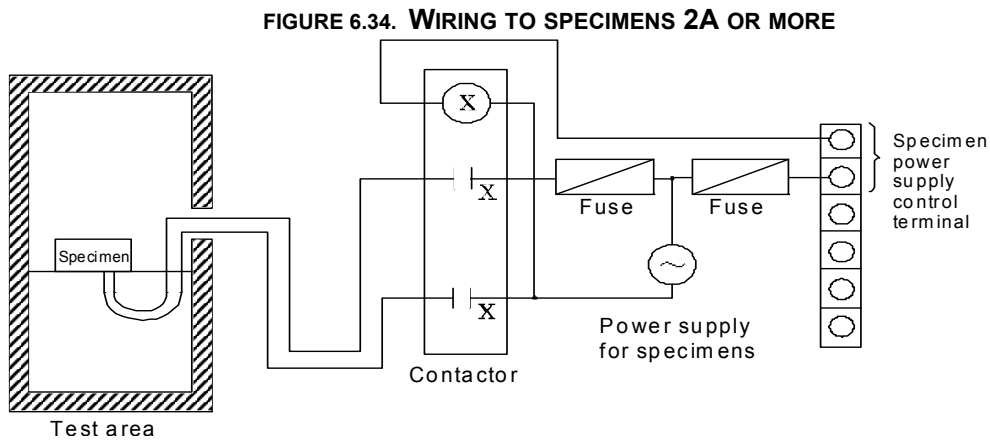 FIGURE 6.34. WIRING TO SPECIMENS 2A OR MORE
X
Specimen
power
supply
control
terminal
X
Fuse
Fuse
Specimen
X
Power supply
for specimens
Contactor
Test area